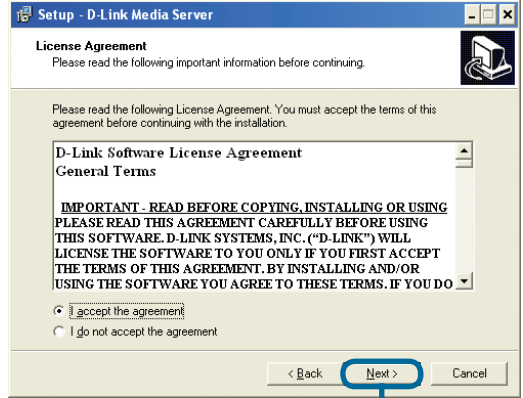 Setup - D-Link Media Server
License Agreement
Please read the following important information before continuing.
Please read the following License Agreement. You must accept the terms of this
agreement before continuing with the installation.
D-Link Software License Agreement
General Terms
IMPORTANT - READ BEFORE COPYING, INSTALLING OR USING
PLEASE READ THIS AGREEMENT CAREFULLY BEFORE USING
THIS SOFTWARE. D-LINK SYSTEMS, INC. (“D-LINK”) WILL
LICENSE THE SOFTWARE TO YOU ONLY IF YOU FIRST ACCEPT
THE TERMS OF THIS AGREEMENT. BY INSTALLING AND/OR
USING THE SOFTWARE YOU AGREE TO THESE TERMS. IF YOU DO
I accept the agreement
I do not accept the agreement
< Back Next > Cancel